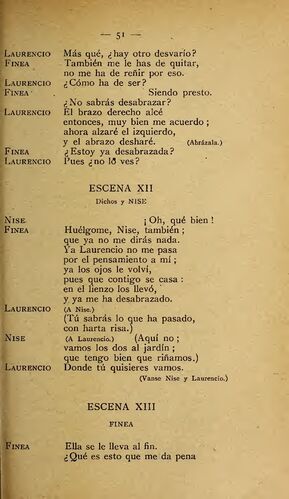 — 51 —
LAURENCIO Más qué, ¿hay otro desvario?
FINEA También me le has de quitar,
no me ha de reñir por eso.
LAURENCIO ¿Cómo ha de ser?
FINEA Siendo presto.
¿No sabrás desabrazar?
LAURENCIO El brazo derecho alcé
entonces, muy bien me acuerdo;
ahora alzaré el izquierdo,
y el abrazo desharé. (Abrázala.)
FINEA ¿Estoy ya desabrazada?
LAURENCIO Pues ¿no lo ves?
ESCENA XII
Dichos y NISE
NISE ¡Oh, qué bien!
FINEA Huélgome, Nise, también;
que ya no me dirás nada.
Ya Laurencio no me pasa
por el pensamiento a mí;
ya los ojos le volví,
pues que contigo se casa:
en el lienzo los llevó,
y ya me ha desabrazado.
LAURENCIO (A Nise.)
(Tú sabrás lo que ha pasado,
con harta risa.)
NISE (A Laurencio.) (Aquí no;
vamos los dos al jardín;
que tengo bien que riñamos.)
LAURENCIO Donde tú quisieres vamos.
(Vanse Nise y Laurencio.)
ESCENA XIII
FINEA
FINEA Ella se le lleva al fin.
¿Qué es esto que me da pena